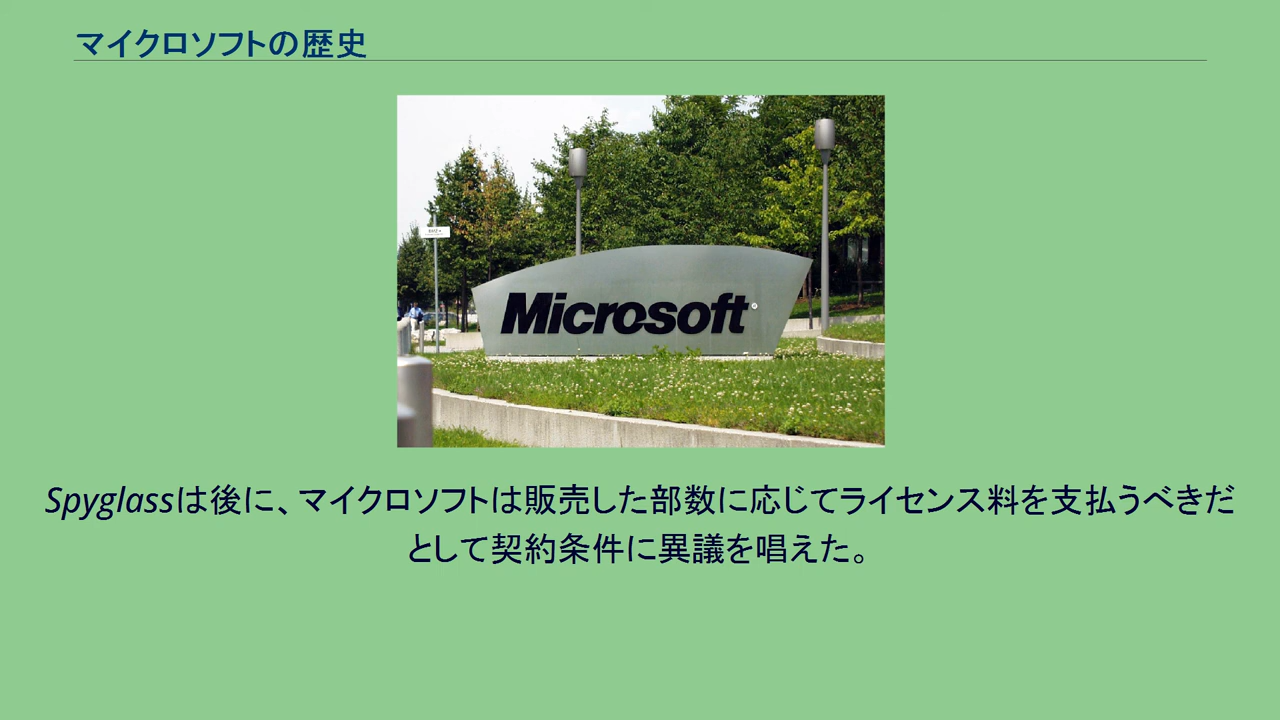 マイクロソフトの歴史
Microsoft
Spyglassは後に、マイクロソフトは販売した部数に応じてライセンス料を支払うべきだ
として契約条件に異議を唱えた。